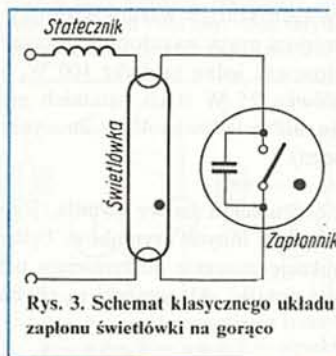 Statecznik
Świetlówka
Zapłonnik
Rys. 3. Schemat klasycznego układu
zapłonu świetlówki na gorąco